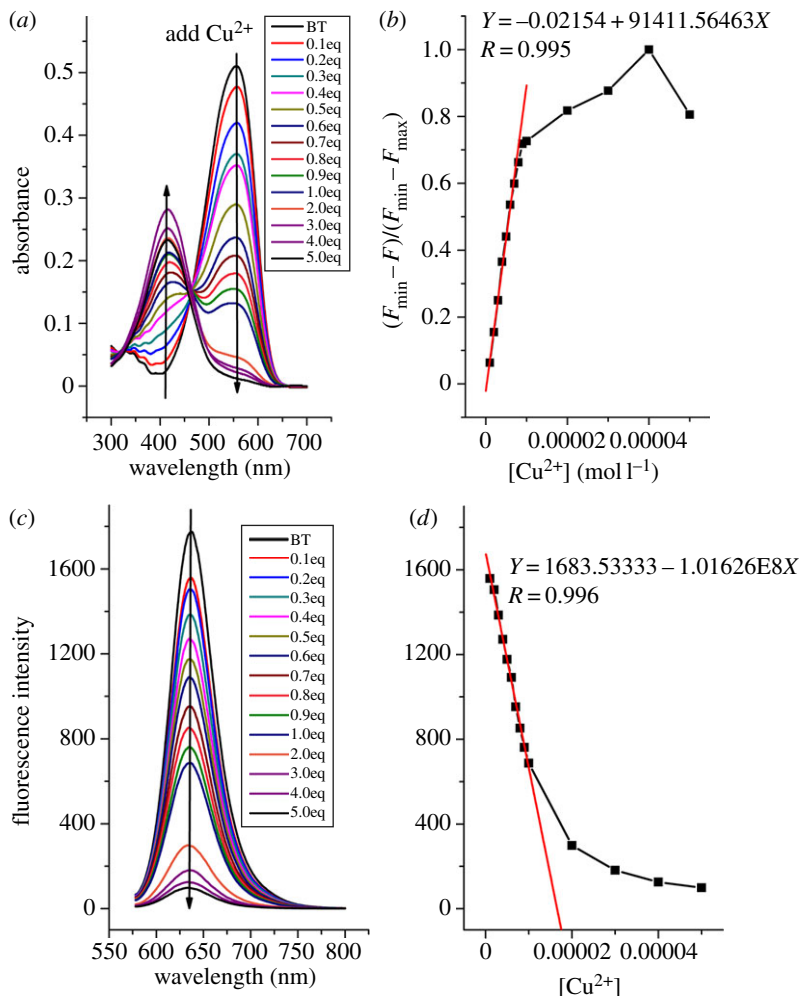 (a)
add Cu²⁺
BT
0.1eq
0.2eq
0.3eq
0.4eq
0.5eq
0.6eq
0.7eq
0.8eq
0.9eq
1.0eq
2.0eq
3.0eq
4.0eq
5.0eq
0.5
0.4
0.3
0.2
0.1
0
absorbance
300 400 500 600 700
wavelength (nm)
(b)
Y = –0.02154 + 91411.56463X
R = 0.995
1.0
0.8
0.6
0.4
0.2
0
(Fmin – F)/(Fmin – Fmax)
0 0.00002 0.00004
[Cu²⁺] (mol l⁻¹)
(c)
BT
0.1eq
0.2eq
0.3eq
0.4eq
0.5eq
0.6eq
0.7eq
0.8eq
0.9eq
1.0eq
2.0eq
3.0eq
4.0eq
5.0eq
1600
1200
800
400
0
fluorescence intensity
550 600 650 700 750 800
wavelength (nm)
(d)
Y = 1683.53333 – 1.01626E8X
R = 0.996
1600
1200
800
400
0
0 0.00002 0.00004
[Cu²⁺]